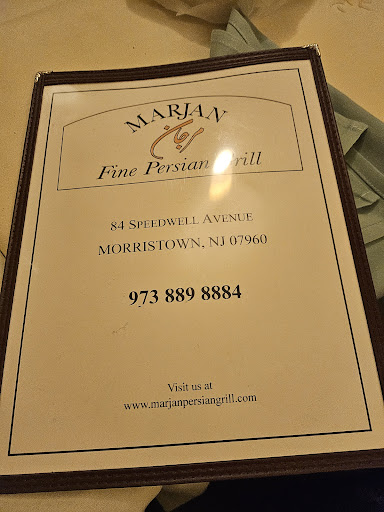 MARJAN
مرجان
Fine Persian Grill
84 SPEEDWELL AVENUE
MORRISTOWN, NJ 07960
973 889 8884
Visit us at
www.marjanpersiangrill.com